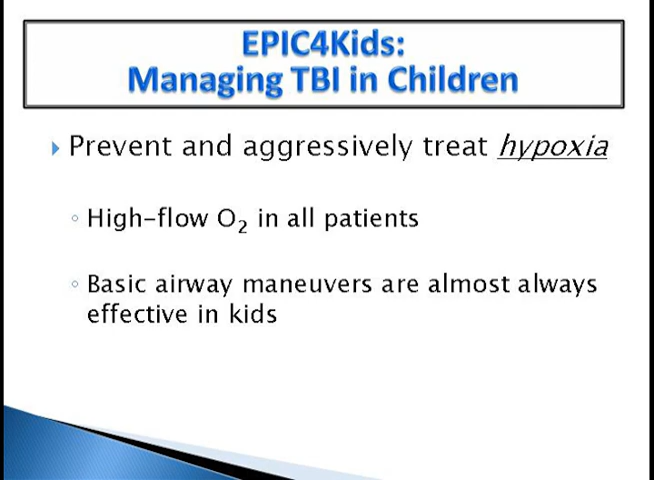 EPIC4Kids:
Managing TBI in Children
Prevent and aggressively treat hypoxia
High-flow O₂ in all patients
Basic airway maneuvers are almost always
effective in kids